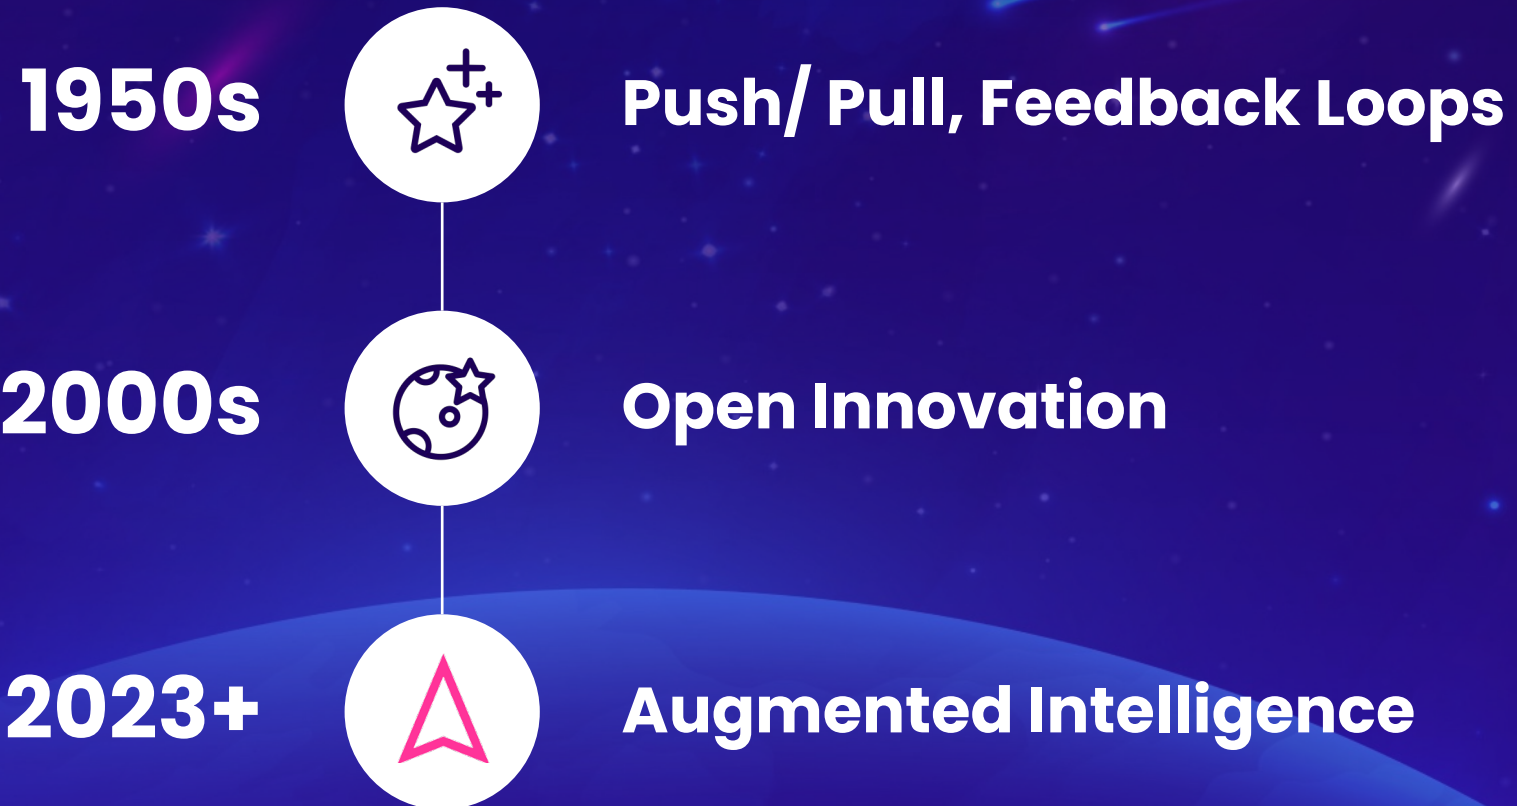 1950s
Push/ Pull, Feedback Loops
2000s
Open Innovation
2023+
Augmented Intelligence